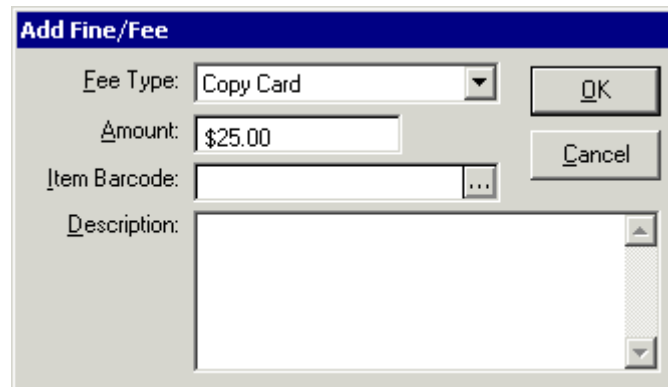 Add Fine/Fee
Fee Type: Copy Card
OK
Amount: $25.00
Cancel
Item Barcode: ...
Description: